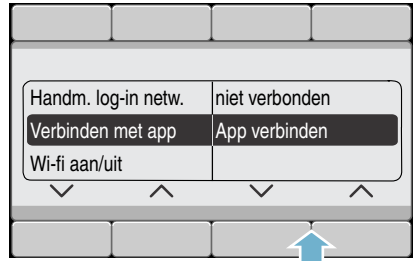 Handm. log-in netw. niet verbonden
Verbinden met app App verbinden
Wi-fi aan/uit